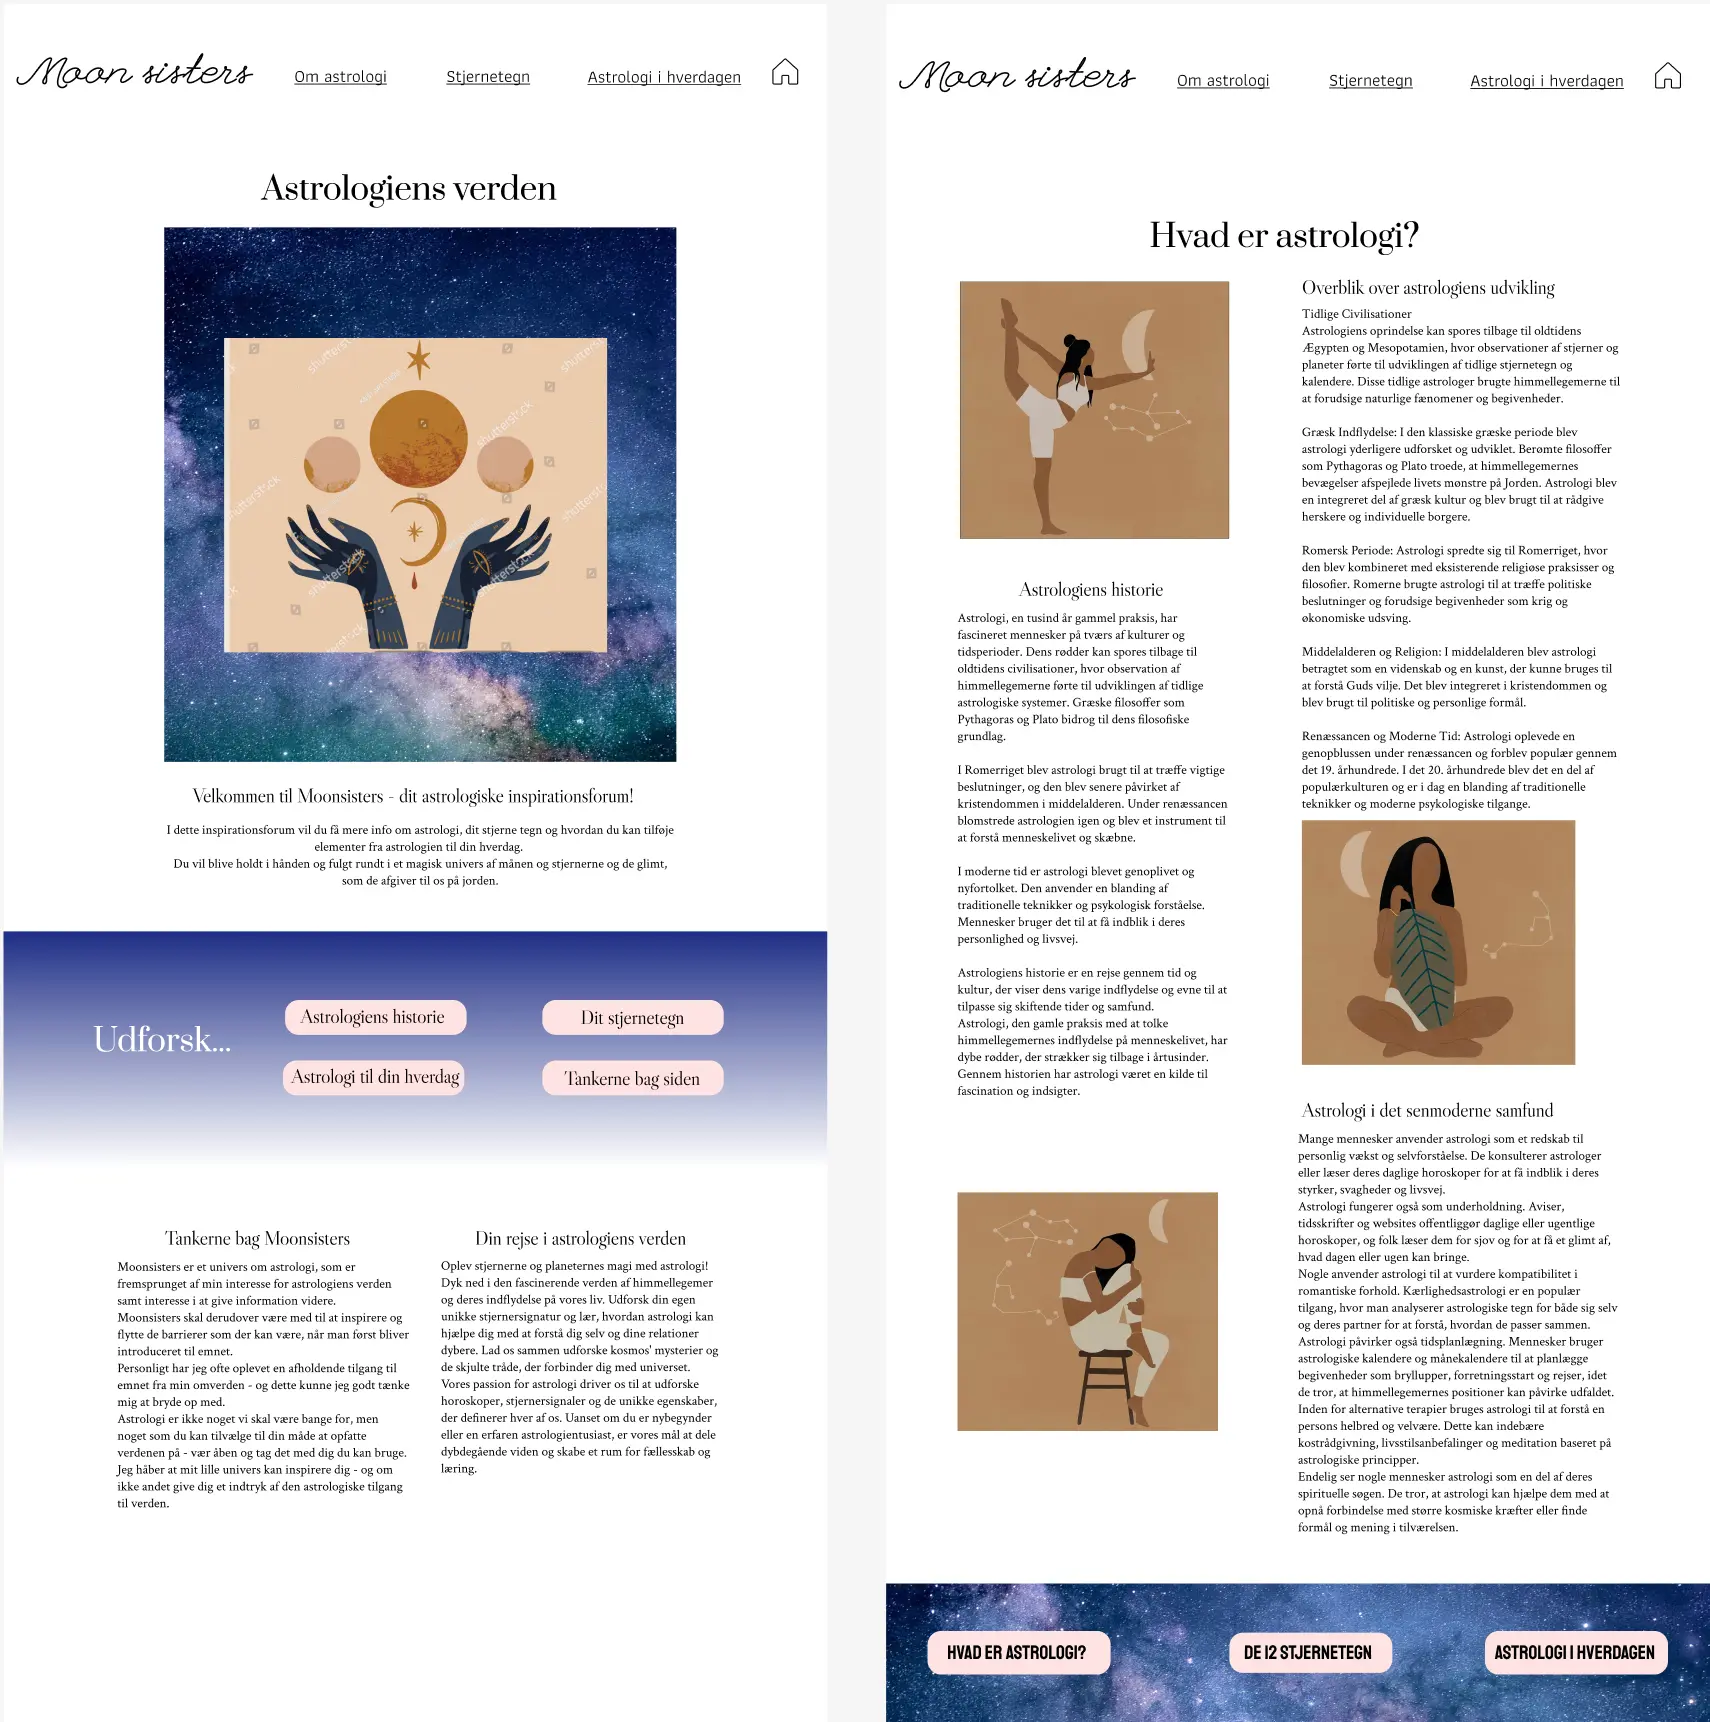 Moon sisters
Om astrologi
Stjernetegn
Astrologi i hverdagen
Astrologiens verden
shutterstock
shutterstock
shutterstock
shutterstock
shutterstock
shutterstock
shutterstock
Velkommen til Moonsisters - dit astrologiske inspirationsforum!
I dette inspirationsforum vil du få mere info om astrologi, dit stjerne tegn og hvordan du kan tilføje
elementer fra astrologien til din hverdag.
Du vil blive holdt i hånden og fulgt rundt i et magisk univers af månen og stjernerne og de glimt,
som de afgiver til os på jorden.
Udforsk...
Astrologiens historie
Dit stjernetegn
Astrologi til din hverdag
Tankerne bag siden
Tankerne bag Moonsisters
Moonsisters er et univers om astrologi, som er
fremsprunget af min interesse for astrologiens verden
samt interesse i at give information videre.
Moonsisters skal derudover være med til at inspirere og
flytte de barrierer som der kan være, når man først bliver
introduceret til emnet.
Personligt har jeg ofte oplevet en afholdende tilgang til
emnet fra min omverden - og dette kunne jeg godt tænke
mig at bryde op med.
Astrologi er ikke noget vi skal være bange for, men
noget som du kan tilvælge til din måde at opfatte
verdenen på - vær åben og tag det med dig du kan bruge.
Jeg håber at mit lille univers kan inspirere dig - og om
ikke andet give dig et indtryk af den astrologiske tilgang
til verden.
Din rejse i astrologiens verden
Oplev stjernerne og planeternes magi med astrologi!
Dyk ned i den fascinerende verden af himmellegemer
og deres indflydelse på vores liv. Udforsk din egen
unikke stjernersignatur og lær, hvordan astrologi kan
hjælpe dig med at forstå dig selv og dine relationer
dybere. Lad os sammen udforske kosmos' mysterier og
de skjulte tråde, der forbinder dig med universet.
Vores passion for astrologi driver os til at udforske
horoskoper, stjernersignaler og de unikke egenskaber,
der definerer hver af os. Uanset om du er nybegynder
eller en erfaren astrologientusiast, er vores mål at dele
dybdegående viden og skabe et rum for fællesskab og
læring.
Moon sisters
Om astrologi
Stjernetegn
Astrologi i hverdagen
Hvad er astrologi?
Astrologiens historie
Astrologi, en tusind år gammel praksis, har
fascineret mennesker på tværs af kulturer og
tidsperioder. Dens rødder kan spores tilbage til
oldtidens civilisationer, hvor observation af
himmellegemerne førte til udviklingen af tidlige
astrologiske systemer. Græske filosoffer som
Pythagoras og Plato bidrog til dens filosofiske
grundlag.
I Romerriget blev astrologi brugt til at træffe vigtige
beslutninger, og den blev senere påvirket af
kristendommen i middelalderen. Under renæssancen
blomstrede astrologien igen og blev et instrument til
at forstå menneskelivet og skæbne.
I moderne tid er astrologi blevet genoplivet og
nyfortolket. Den anvender en blanding af
traditionelle teknikker og psykologisk forståelse.
Mennesker bruger det til at få indblik i deres
personlighed og livsvej.
Astrologiens historie er en rejse gennem tid og
kultur, der viser dens varige indflydelse og evne til at
tilpasse sig skiftende tider og samfund.
Astrologi, den gamle praksis med at tolke
himmellegemernes indflydelse på menneskelivet, har
dybe rødder, der strækker sig tilbage i årtusinder.
Gennem historien har astrologi været en kilde til
fascination og indsigter.
Overblik over astrologiens udvikling
Tidlige Civilisationer
Astrologiens oprindelse kan spores tilbage til oldtidens
Ægypten og Mesopotamien, hvor observationer af stjerner og
planeter førte til udviklingen af tidlige stjernetegn og
kalendere. Disse tidlige astrologer brugte himmellegemerne til
at forudsige naturlige fænomener og begivenheder.
Græsk Indflydelse: I den klassiske græske periode blev
astrologi yderligere udforsket og udviklet. Berømte filosoffer
som Pythagoras og Plato troede, at himmellegemernes
bevægelser afspejlede livets mønstre på Jorden. Astrologi blev
en integreret del af græsk kultur og blev brugt til at rådgive
herskere og individuelle borgere.
Romersk Periode: Astrologi spredte sig til Romerriget, hvor
den blev kombineret med eksisterende religiøse praksisser og
filosofier. Romerne brugte astrologi til at træffe politiske
beslutninger og forudsige begivenheder som krig og
økonomiske udsving.
Middelalderen og Religion: I middelalderen blev astrologi
betragtet som en videnskab og en kunst, der kunne bruges til
at forstå Guds vilje. Det blev integreret i kristendommen og
blev brugt til politiske og personlige formål.
Renæssancen og Moderne Tid: Astrologi oplevede en
genopblussen under renæssancen og forblev populær gennem
det 19. århundrede. I det 20. århundrede blev det en del af
populærkulturen og er i dag en blanding af traditionelle
teknikker og moderne psykologiske tilgange.
Astrologi i det senmoderne samfund
Mange mennesker anvender astrologi som et redskab til
personlig vækst og selvforståelse. De konsulterer astrologer
eller læser deres daglige horoskoper for at få indblik i deres
styrker, svagheder og livsvej.
Astrologi fungerer også som underholdning. Aviser,
tidsskrifter og websites offentliggør daglige eller ugentlige
horoskoper, og folk læser dem for sjov og for at få et glimt af,
hvad dagen eller ugen kan bringe.
Nogle anvender astrologi til at vurdere kompatibilitet i
romantiske forhold. Kærlighedsastrologi er en populær
tilgang, hvor man analyserer astrologiske tegn for både sig selv
og deres partner for at forstå, hvordan de passer sammen.
Astrologi påvirker også tidsplanlægning. Mennesker bruger
astrologiske kalendere og månekalendere til at planlægge
begivenheder som bryllupper, forretningsstart og rejser, idet
de tror, at himmellegemernes positioner kan påvirke udfaldet.
Inden for alternative terapier bruges astrologi til at forstå en
persons helbred og velvære. Dette kan indebære
kostrådgivning, livsstilsanbefalinger og meditation baseret på
astrologiske principper.
Endelig ser nogle mennesker astrologi som en del af deres
spirituelle søgen. De tror, at astrologi kan hjælpe dem med at
opnå forbindelse med større kosmiske kræfter eller finde
formål og mening i tilværelsen.
HVAD ER ASTROLOGI?
DE 12 STJERNETEGN
ASTROLOGI I HVERDAGEN